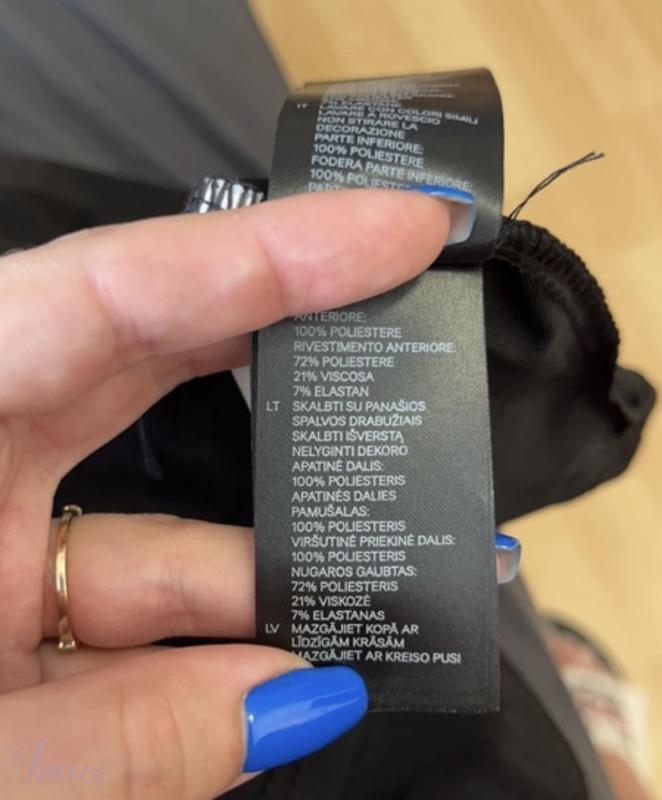 7% ELASTANE
IT LAVARE CON COLORI SIMILI
LAVARE A ROVESCIO
NON STIRARE LA
DECORAZIONE
PARTE INFERIORE:
100% POLIESTERE
FODERA PARTE INFERIORE:
100% POLIESTERE
ANTERIORE:
100% POLIESTERE
RIVESTIMENTO ANTERIORE:
72% POLIESTERE
21% VISCOSA
7% ELASTAN
LT SKALBTI SU PANAŠIOS
SPALVOS DRABUŽIAIS
SKALBTI IŠVERSTĄ
NELYGINTI DEKORO
APATINĖ DALIS:
100% POLIESTERIS
APATINĖS DALIES
PAMUŠALAS:
100% POLIESTERIS
VIRŠUTINĖ PRIEKINĖ DALIS:
100% POLIESTERIS
NUGAROS GAUBTAS:
72% POLIESTERIS
21% VISKOZĖ
7% ELASTANAS
LV MAZGĀJIET KOPĀ AR
LĪDZĪGĀM KRĀSĀM
MAZGĀJIET AR KREISO PUSI